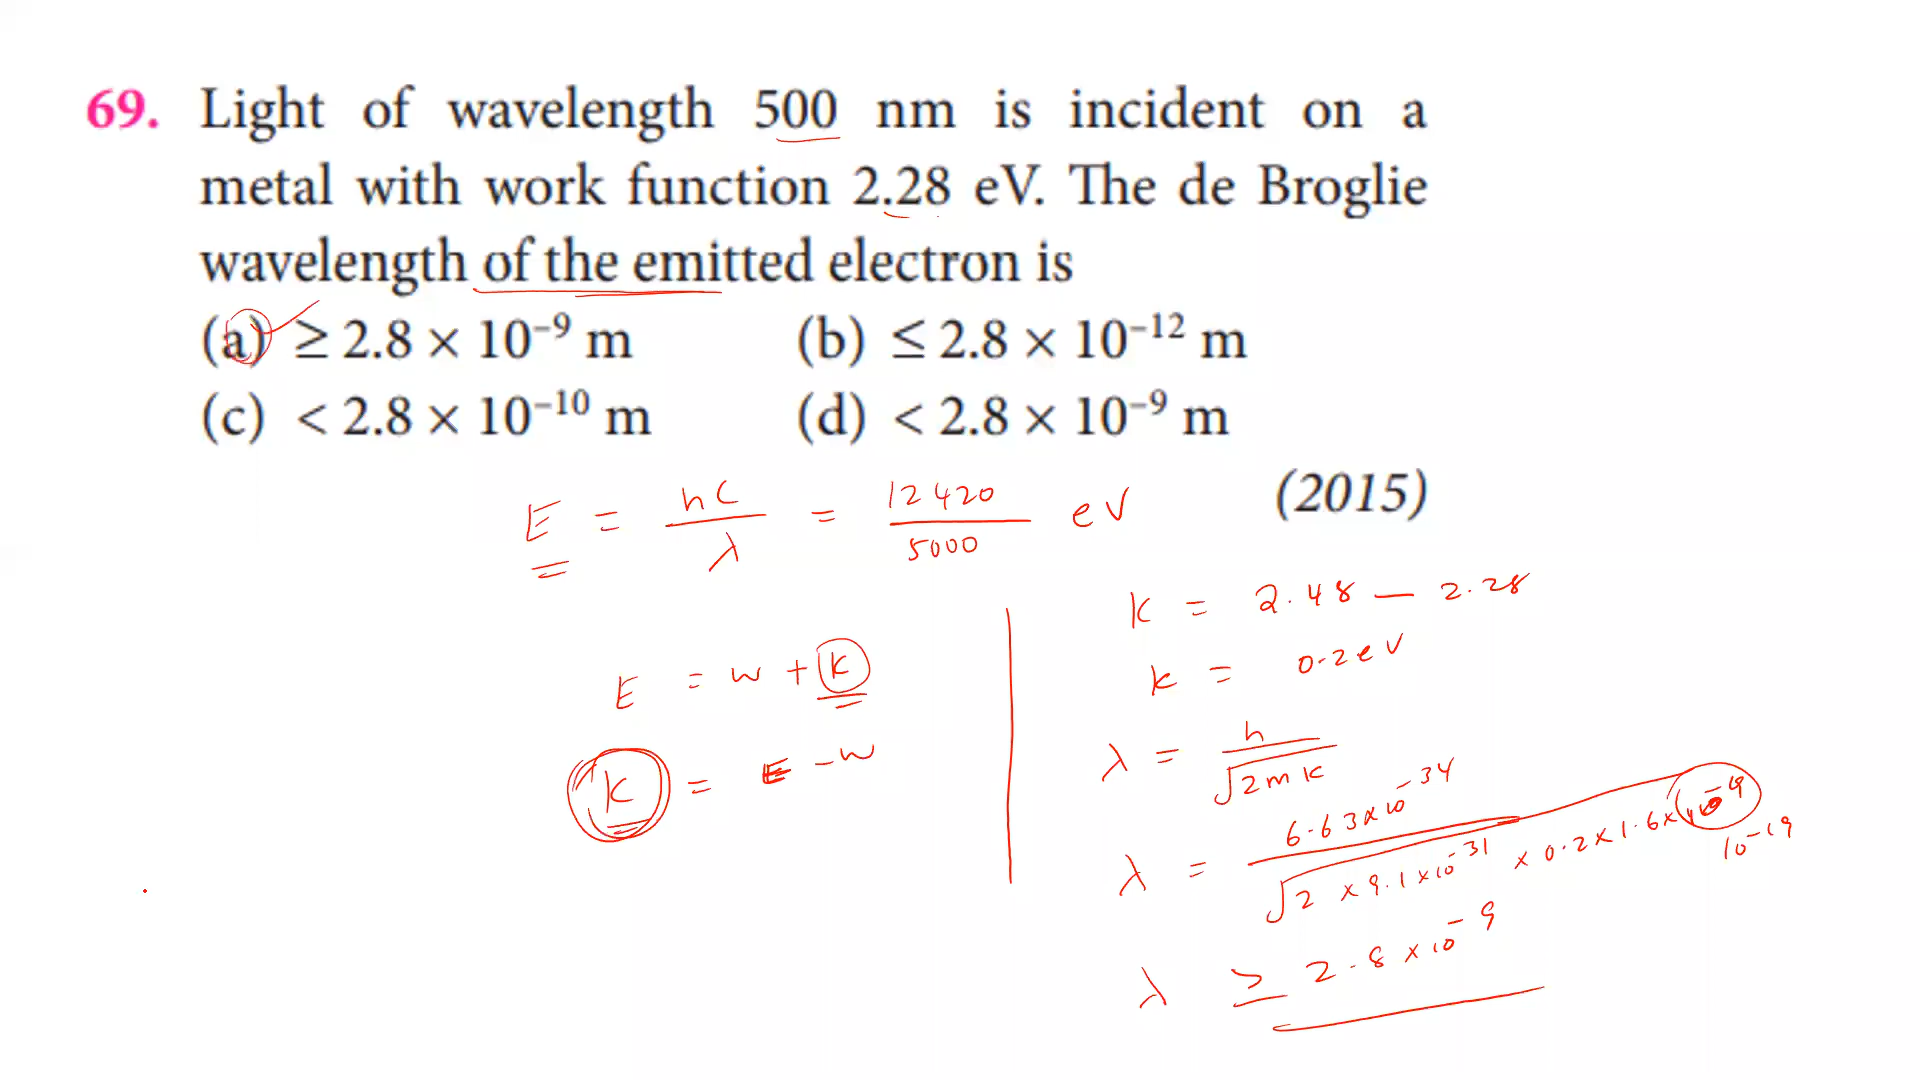 69. Light of wavelength 500 nm is incident on a
metal with work function 2.28 eV. The de Broglie
wavelength of the emitted electron is
(a) ≥ 2.8 × 10⁻⁹ m (b) ≤ 2.8 × 10⁻¹² m
(c) < 2.8 × 10⁻¹⁰ m (d) < 2.8 × 10⁻⁹ m
(2015)
E = hc/λ = 12420/5000 eV
E = w + k
k = E - w
k = 2.48 - 2.28
k = 0.2 eV
λ = h/√2mk
λ = 6.63×10⁻³⁴/√2 × 9.1×10⁻³¹ × 0.2×1.6×
10⁻¹⁹
λ ≥ 2.8×10⁻⁹